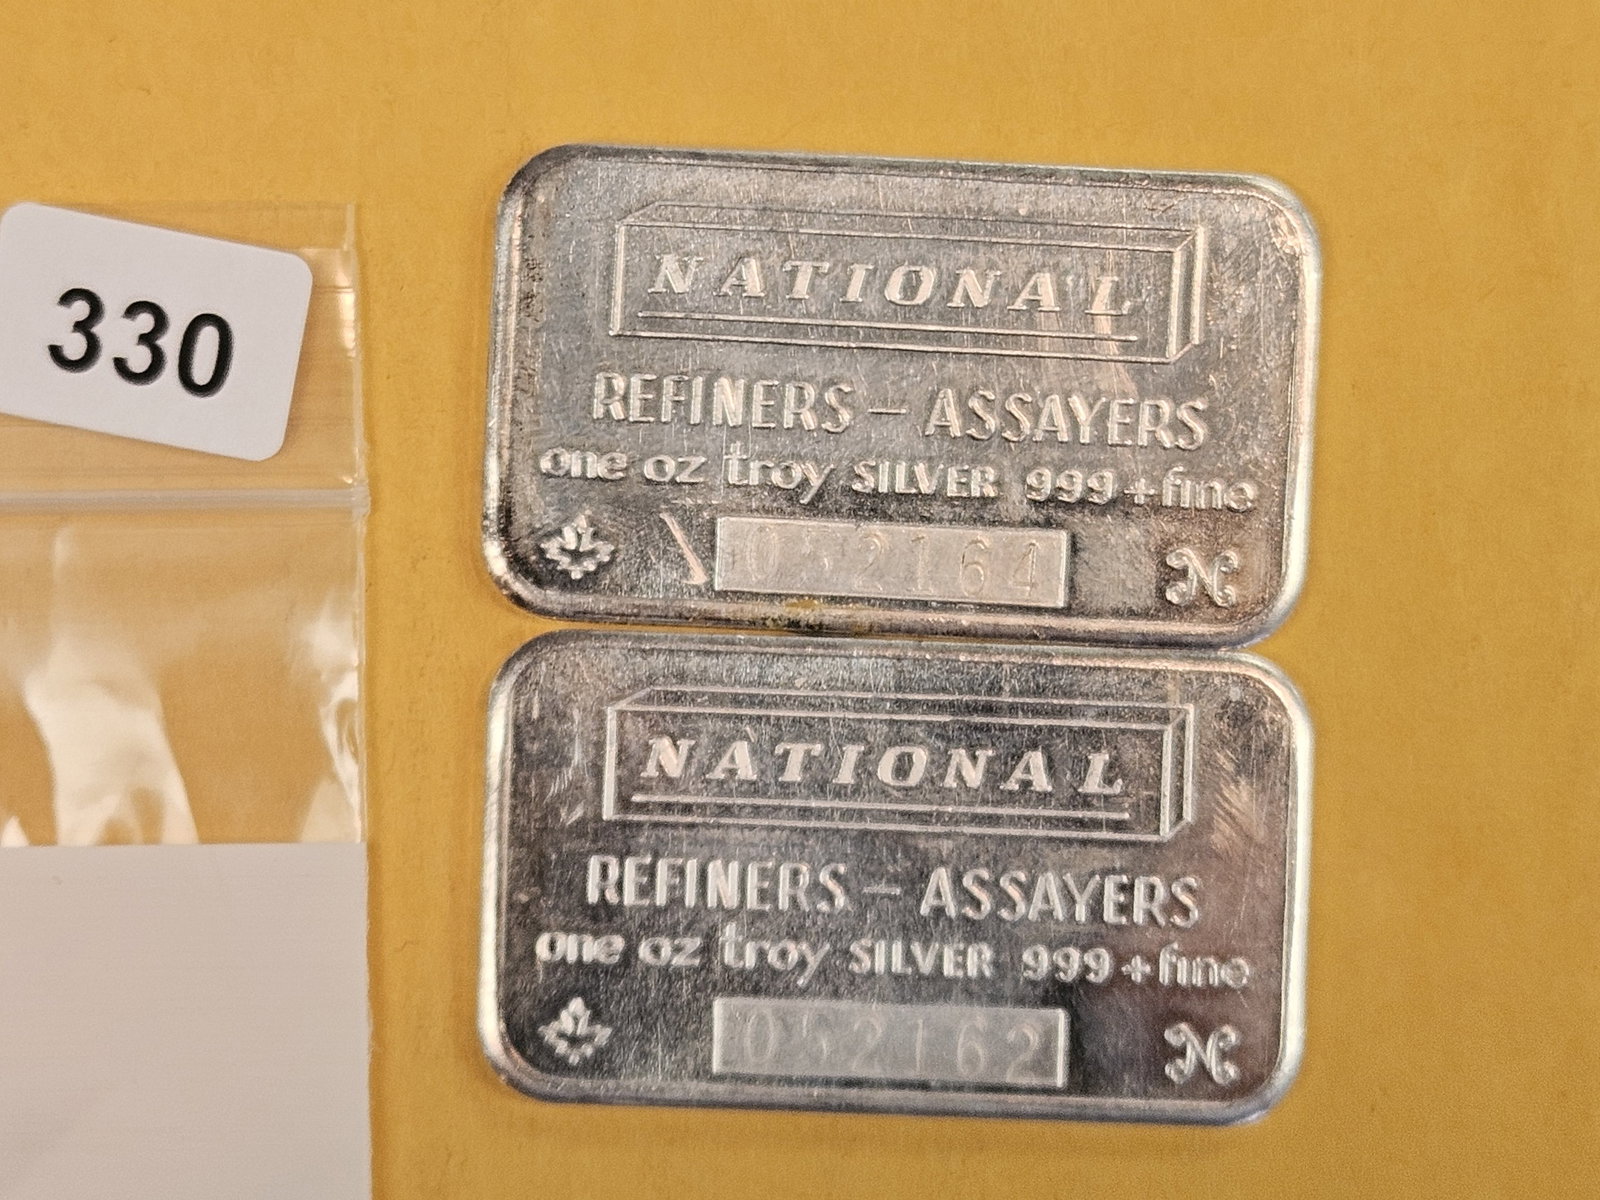 330
NATIONAL
REFINERS – ASSAYERS
one oz troy SILVER 999+fine
052164
N
NATIONAL
REFINERS – ASSAYERS
one oz troy SILVER 999+fine
052162
N